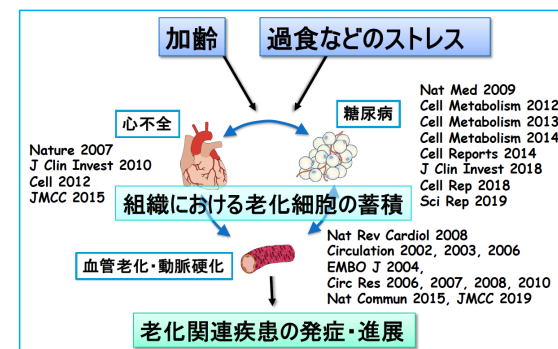 加齢
過食などのストレス
心不全
糖尿病
Nature 2007
J Clin Invest 2010
Cell 2012
JMCC 2015
Nat Med 2009
Cell Metabolism 2012
Cell Metabolism 2013
Cell Metabolism 2014
Cell Reports 2014
J Clin Invest 2018
Cell Rep 2018
Sci Rep 2019
組織における老化細胞の蓄積
血管老化・動脈硬化
Nat Rev Cardiol 2008
Circulation 2002, 2003, 2006
EMBO J 2004,
Circ Res 2006, 2007, 2008, 2010
Nat Commun 2015, JMCC 2019
老化関連疾患の発症・進展